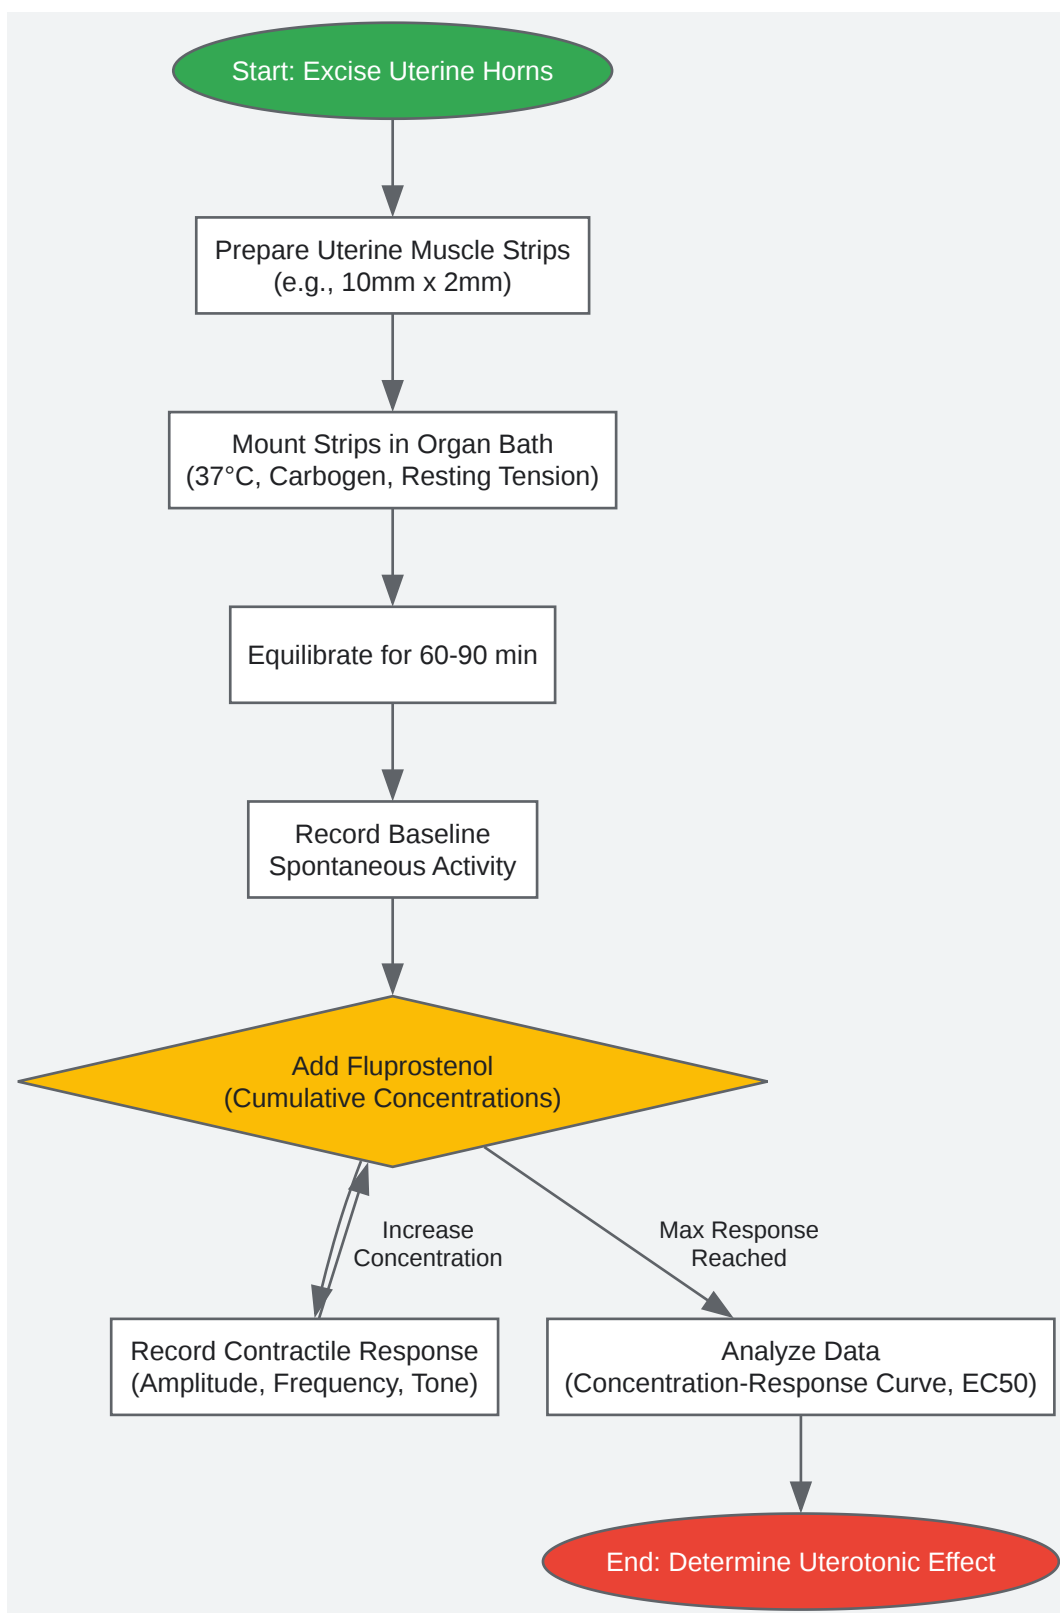 Start: Excise Uterine Horns
Prepare Uterine Muscle Strips
(e.g., 10mm x 2mm)
Mount Strips in Organ Bath
(37°C, Carbogen, Resting Tension)
Equilibrate for 60-90 min
Record Baseline
Spontaneous Activity
Add Fluprostenol
(Cumulative Concentrations)
Increase
Concentration
Max Response
Reached
Record Contractile Response
(Amplitude, Frequency, Tone)
Analyze Data
(Concentration-Response Curve, EC50)
End: Determine Uterotonic Effect